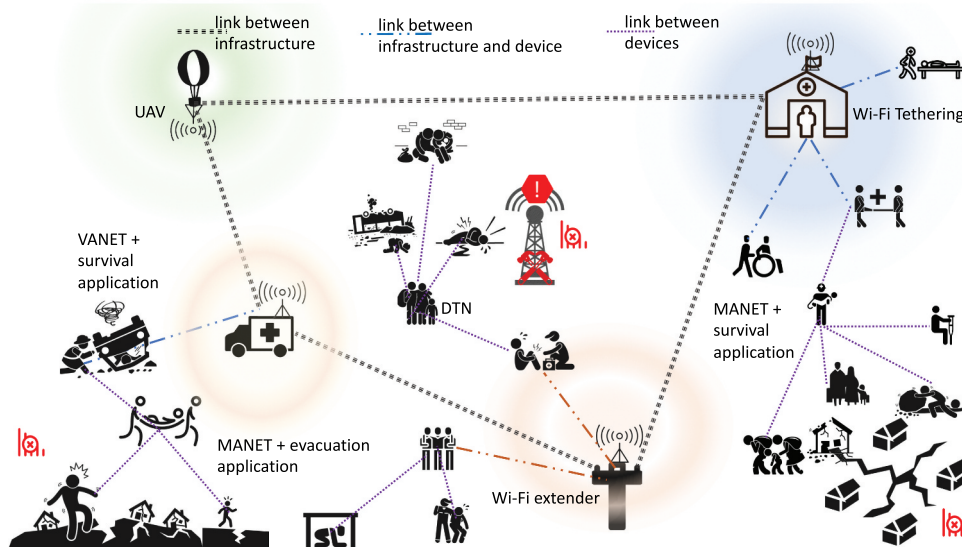 link between
infrastructure
link between
infrastructure and device
link between
devices
UAV
Wi-Fi Tethering
VANET +
survival
application
DTN
MANET +
survival
application
MANET + evacuation
application
Wi-Fi extender